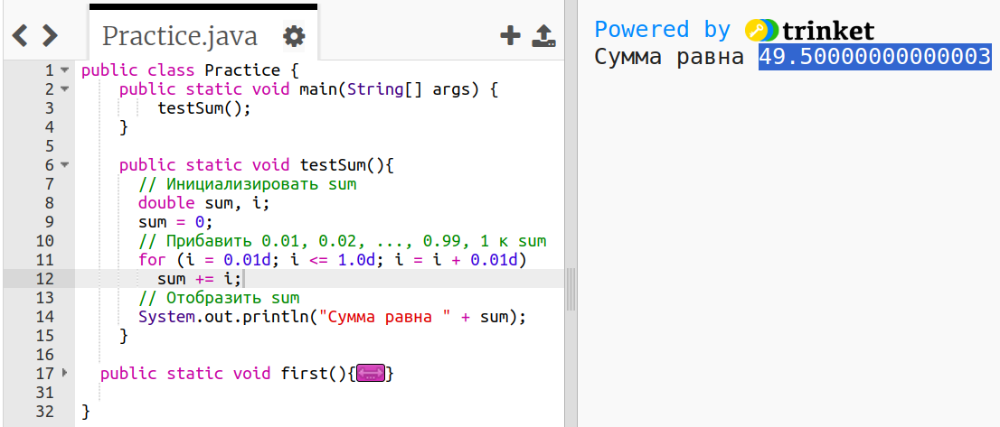 Practice.java
1 public class Practice {
2 public static void main(String[] args) {
3 testSum();
4 }
5
6 public static void testSum(){
7 // Инициализировать sum
8 double sum, i;
9 sum = 0;
10 // Прибавить 0.01, 0.02, ..., 0.99, 1 к sum
11 for (i = 0.01d; i <= 1.0d; i = i + 0.01d)
12 sum += i;
13 // Отобразить sum
14 System.out.println("Сумма равна " + sum);
15 }
16
17 public static void first(){}
31
32 }
Powered by trinket
Сумма равна 49.50000000000003